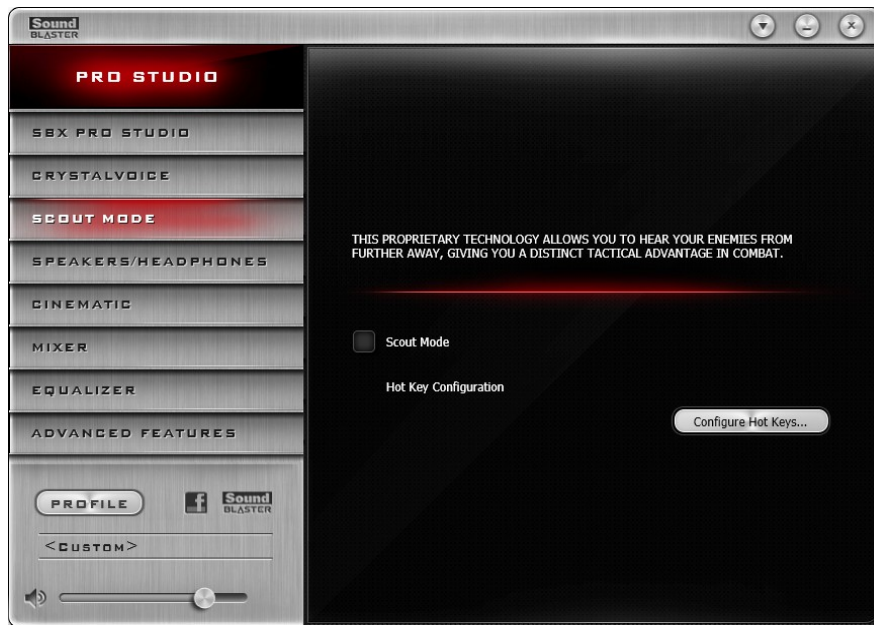 Sound
BLASTER
PRO STUDIO
SBX PRO STUDIO
CRYSTALVOICE
SCOUT MODE
SPEAKERS/HEADPHONES
CINEMATIC
MIXER
EQUALIZER
ADVANCED FEATURES
PROFILE
f
Sound
BLASTER
<CUSTOM>
THIS PROPRIETARY TECHNOLOGY ALLOWS YOU TO HEAR YOUR ENEMIES FROM
FURTHER AWAY, GIVING YOU A DISTINCT TACTICAL ADVANTAGE IN COMBAT.
Scout Mode
Hot Key Configuration
Configure Hot Keys...